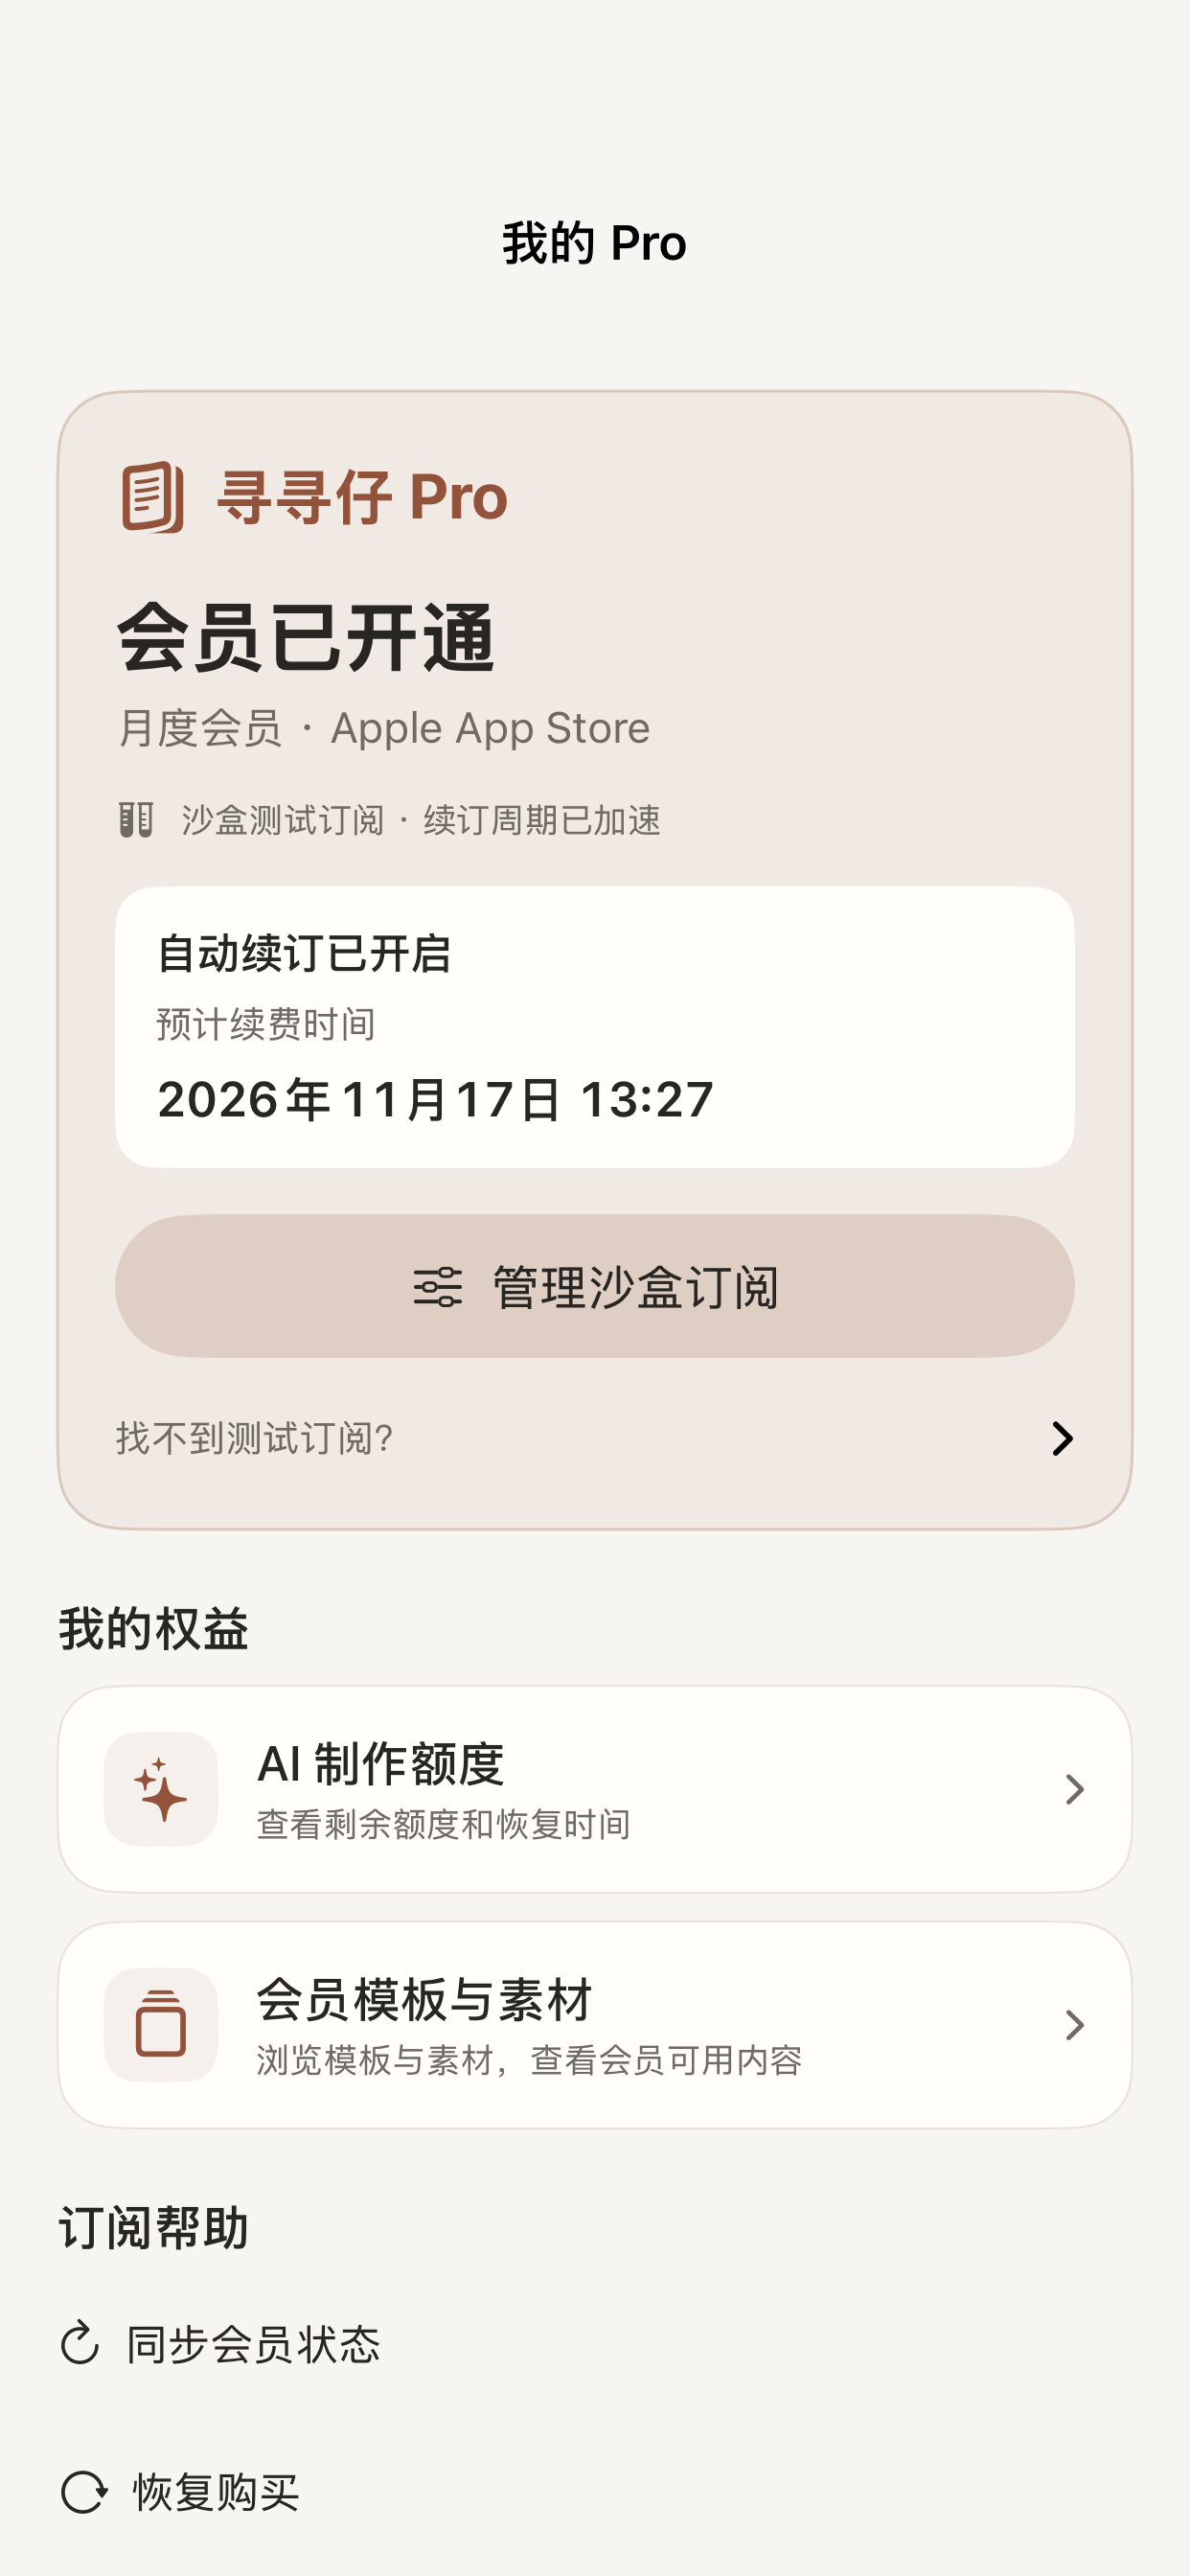 我的 Pro
寻寻仔 Pro
会员已开通
月度会员 · Apple App Store
沙盒测试订阅 · 续订周期已加速
自动续订已开启
预计续费时间
2026年11月17日 13:27
管理沙盒订阅
找不到测试订阅?
我的权益
AI 制作额度
查看剩余额度和恢复时间
会员模板与素材
浏览模板与素材，查看会员可用内容
订阅帮助
同步会员状态
恢复购买